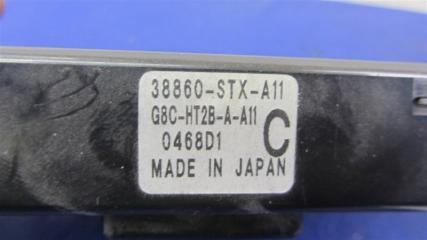 38860-STX-A11
G8C-HT2B-A-A11
0468D1 C
MADE IN JAPAN